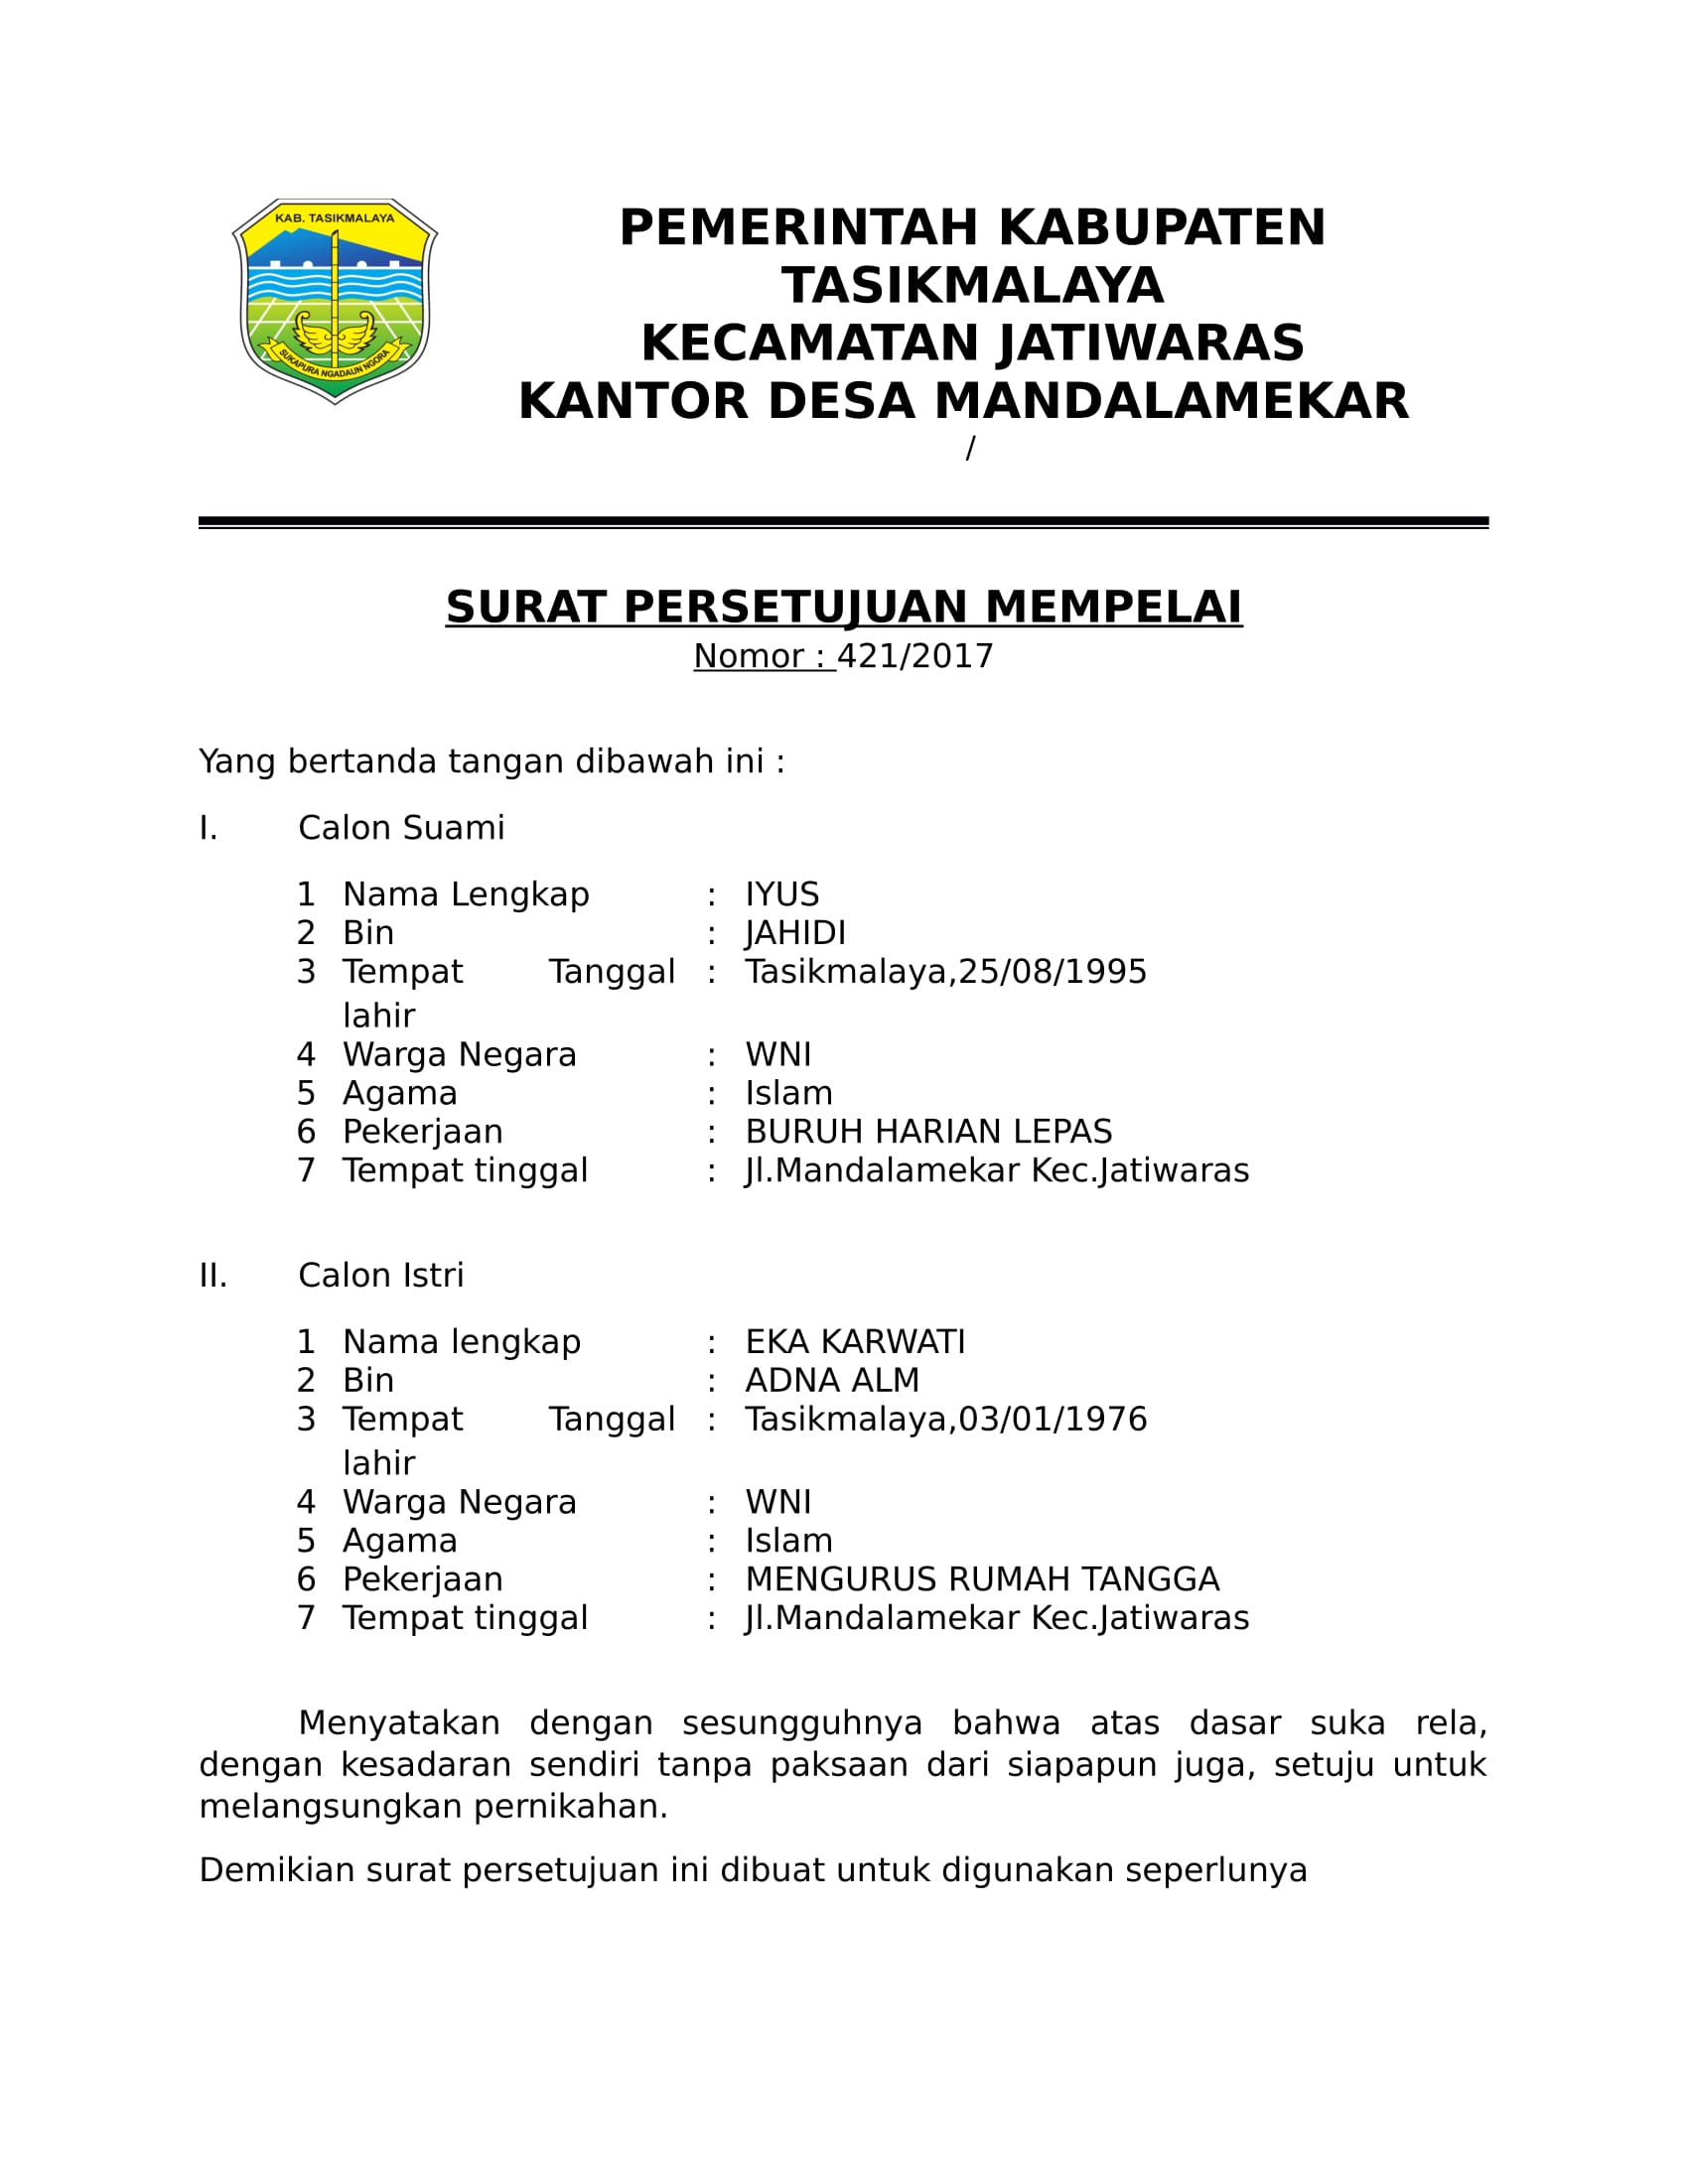 KAB. TASIKMALAYA
SUKAPURA NGADAUN NGORA
PEMERINTAH KABUPATEN
TASIKMALAYA
KECAMATAN JATIWARAS
KANTOR DESA MANDALAMEKAR
/
SURAT PERSETUJUAN MEMPELAI
Nomor : 421/2017
Yang bertanda tangan dibawah ini :
I. Calon Suami
1 Nama Lengkap : IYUS
2 Bin : JAHIDI
3 Tempat Tanggal : Tasikmalaya,25/08/1995
lahir
4 Warga Negara : WNI
5 Agama : Islam
6 Pekerjaan : BURUH HARIAN LEPAS
7 Tempat tinggal : Jl.Mandalamekar Kec.Jatiwaras
II. Calon Istri
1 Nama lengkap : EKA KARWATI
2 Bin : ADNA ALM
3 Tempat Tanggal : Tasikmalaya,03/01/1976
lahir
4 Warga Negara : WNI
5 Agama : Islam
6 Pekerjaan : MENGURUS RUMAH TANGGA
7 Tempat tinggal : Jl.Mandalamekar Kec.Jatiwaras
Menyatakan dengan sesungguhnya bahwa atas dasar suka rela,
dengan kesadaran sendiri tanpa paksaan dari siapapun juga, setuju untuk
melangsungkan pernikahan.
Demikian surat persetujuan ini dibuat untuk digunakan seperlunya